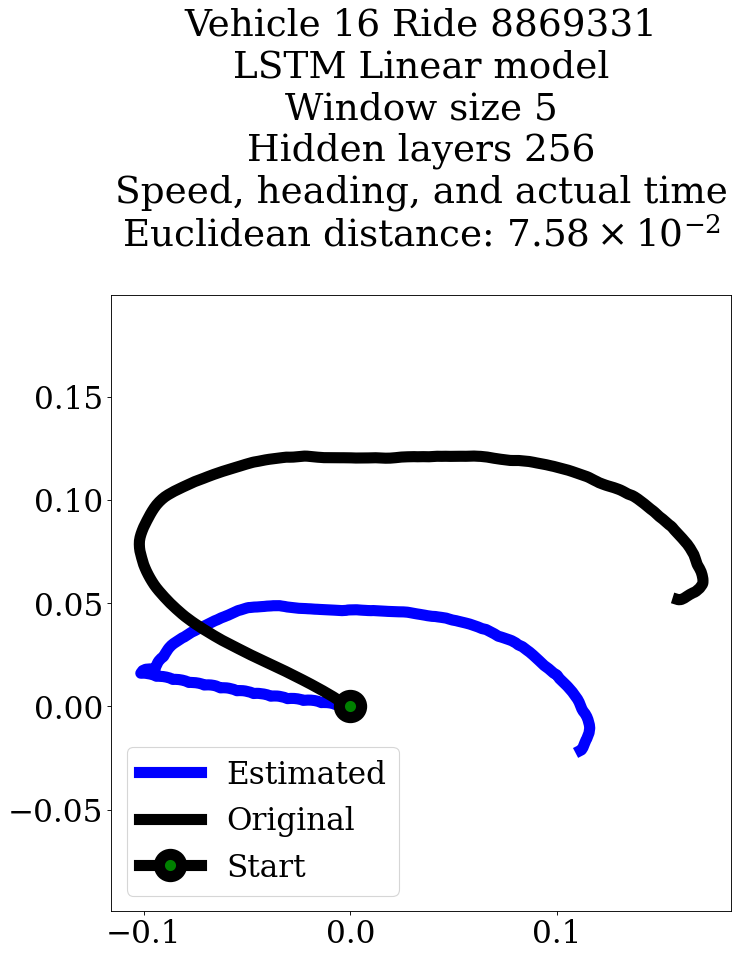 Vehicle 16 Ride 8869331
LSTM Linear model
Window size 5
Hidden layers 256
Speed, heading, and actual time
Euclidean distance: 7.58 × 10⁻²
0.15
0.10
0.05
0.00
−0.05
Estimated
Original
Start
−0.1
0.0
0.1